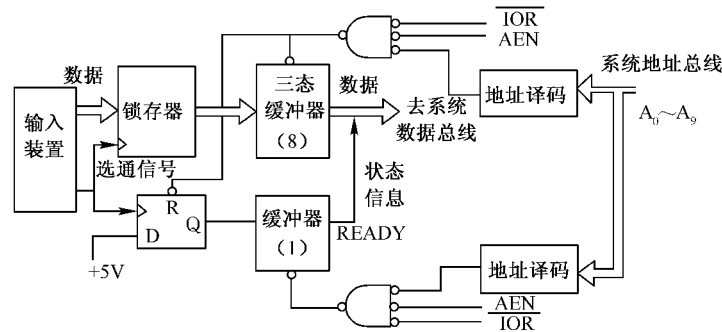 IOR
AEN
系统地址总线
A0～A9
地址译码
数据
输入
装置
锁存器
三态
缓冲器
（8）
数据
去系统
数据总线
选通信号
状态
信息
R
D
Q
+5V
缓冲器
（1）
READY
地址译码
AEN
IOR